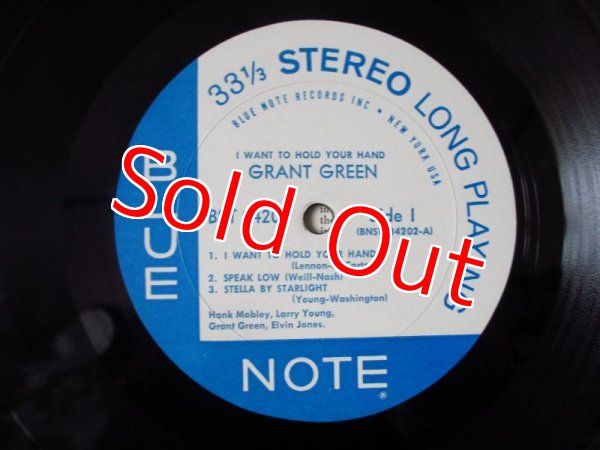 33⅓ STEREO LONG PLAYING
BLUE NOTE RECORDS INC • NEW YORK USA
I WANT TO HOLD YOUR HAND
GRANT GREEN
Side 1
1. I WANT TO HOLD YOUR HAND
2. SPEAK LOW (Weill-Nash)
3. STELLA BY STARLIGHT
(Young-Washington)
Hank Mobley, Larry Young,
Grant Green, Elvin Jones.
BLUE
NOTE
®
Sold Out